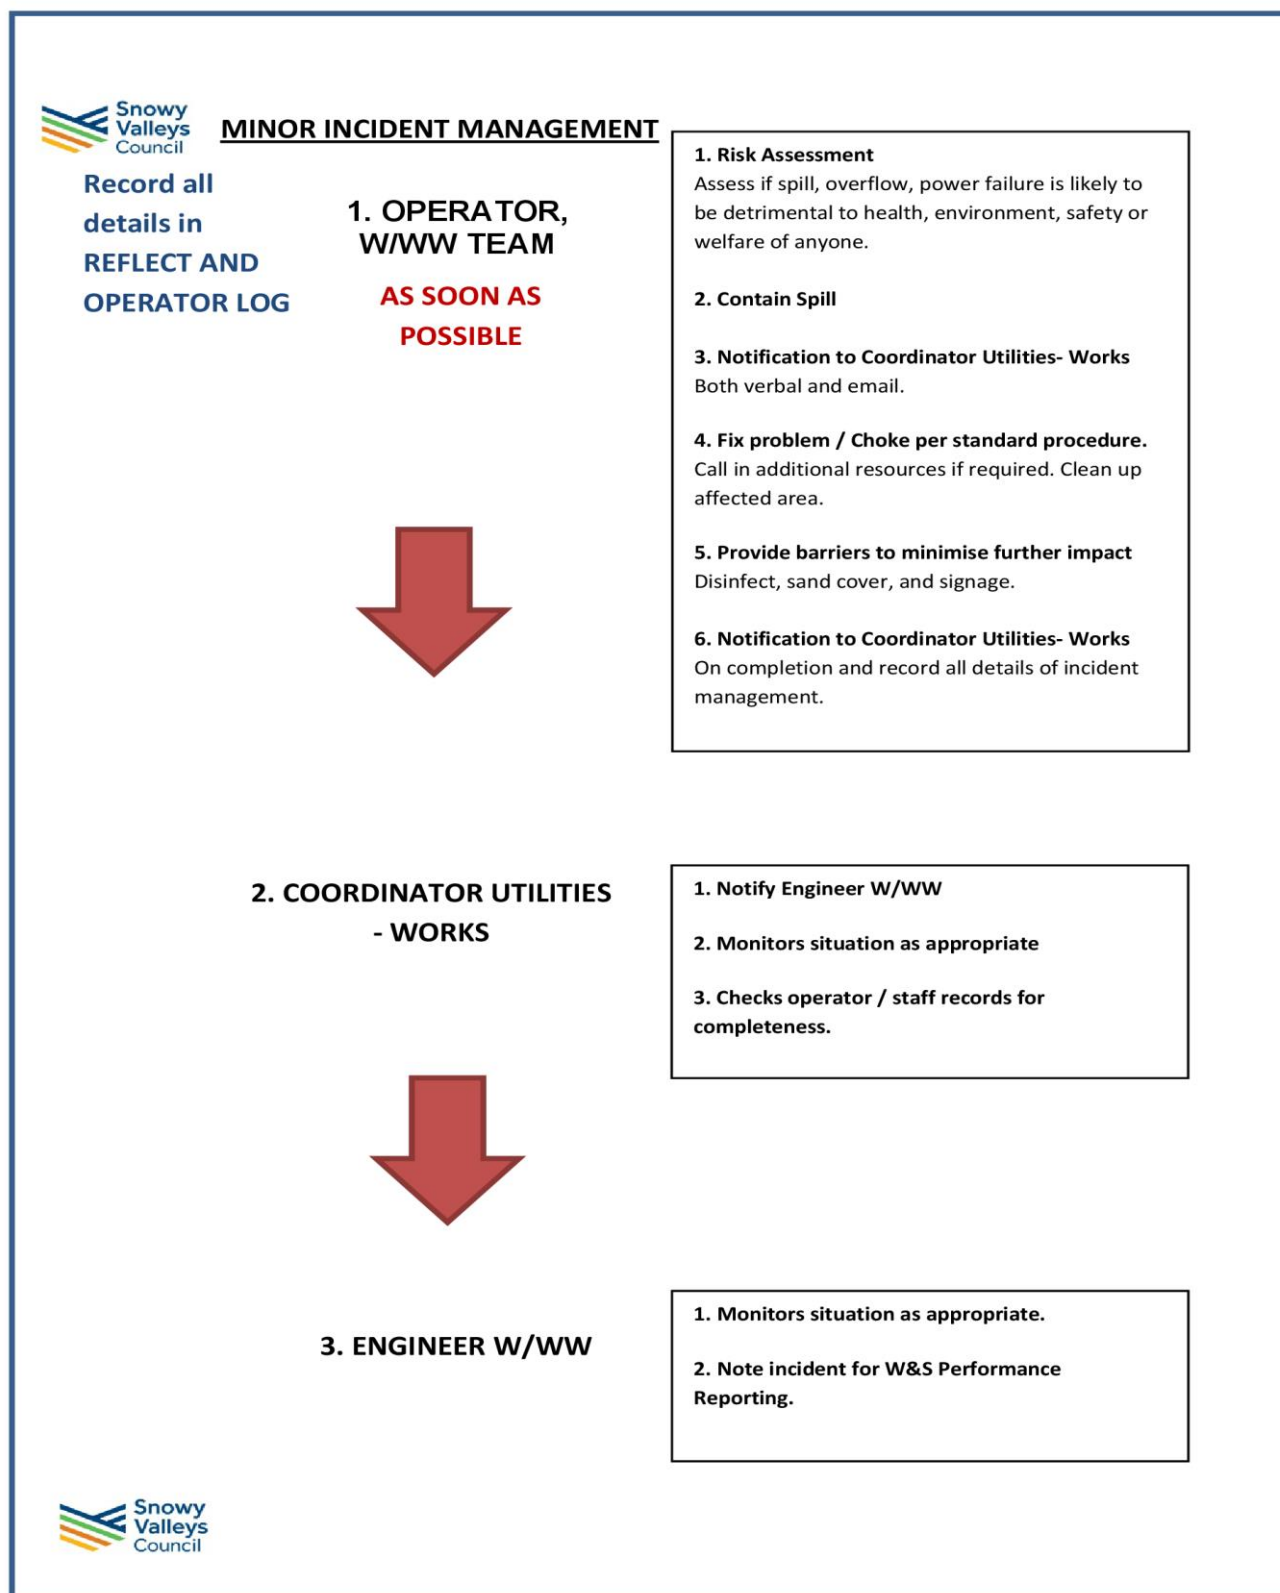 Snowy
Valleys
Council
MINOR INCIDENT MANAGEMENT
Record all
details in
REFLECT AND
OPERATOR LOG
1. OPERATOR,
W/WW TEAM
AS SOON AS
POSSIBLE
1. Risk Assessment
Assess if spill, overflow, power failure is likely to
be detrimental to health, environment, safety or
welfare of anyone.
2. Contain Spill
3. Notification to Coordinator Utilities- Works
Both verbal and email.
4. Fix problem / Choke per standard procedure.
Call in additional resources if required. Clean up
affected area.
5. Provide barriers to minimise further impact
Disinfect, sand cover, and signage.
6. Notification to Coordinator Utilities- Works
On completion and record all details of incident
management.
2. COORDINATOR UTILITIES
- WORKS
1. Notify Engineer W/WW
2. Monitors situation as appropriate
3. Checks operator / staff records for
completeness.
3. ENGINEER W/WW
1. Monitors situation as appropriate.
2. Note incident for W&S Performance
Reporting.
Snowy
Valleys
Council